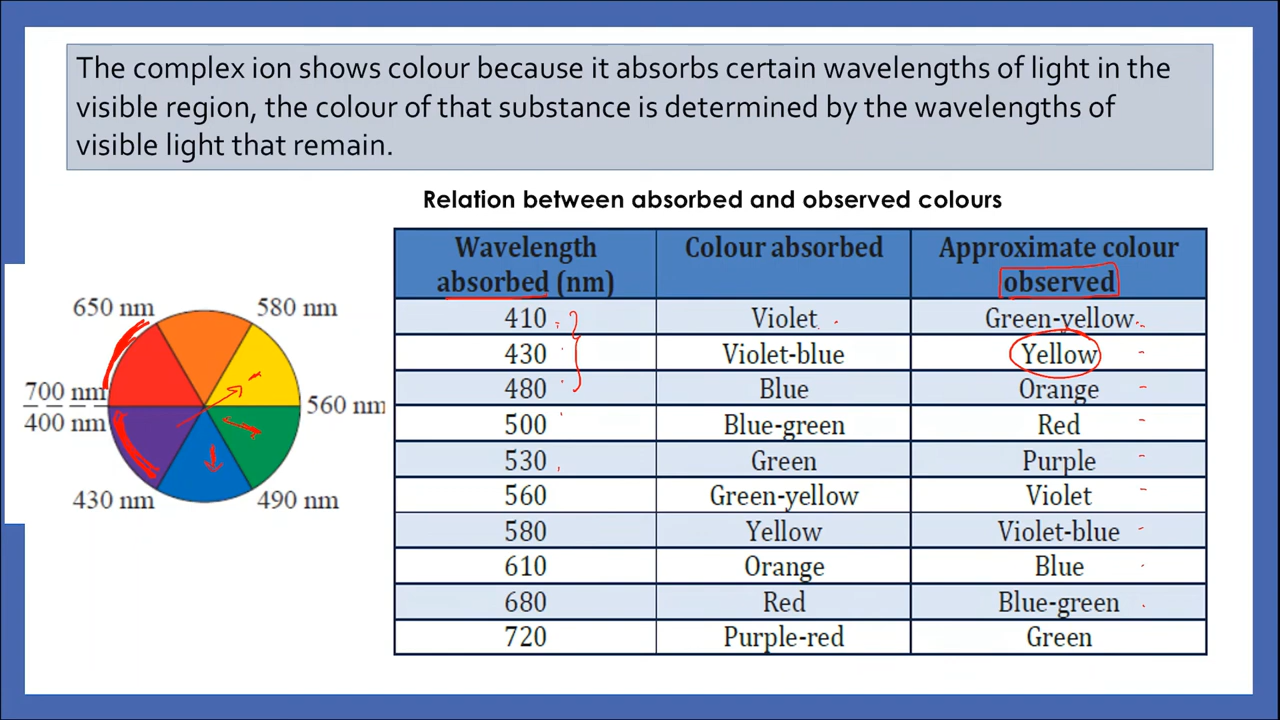 The complex ion shows colour because it absorbs certain wavelengths of light in the
visible region, the colour of that substance is determined by the wavelengths of
visible light that remain.
Relation between absorbed and observed colours
Wavelength absorbed (nm) Colour absorbed Approximate colour observed
410 Violet Green-yellow
430 Violet-blue Yellow
480 Blue Orange
500 Blue-green Red
530 Green Purple
560 Green-yellow Violet
580 Yellow Violet-blue
610 Orange Blue
680 Red Blue-green
720 Purple-red Green
650 nm 580 nm
700 nm
400 nm
560 nm
430 nm 490 nm